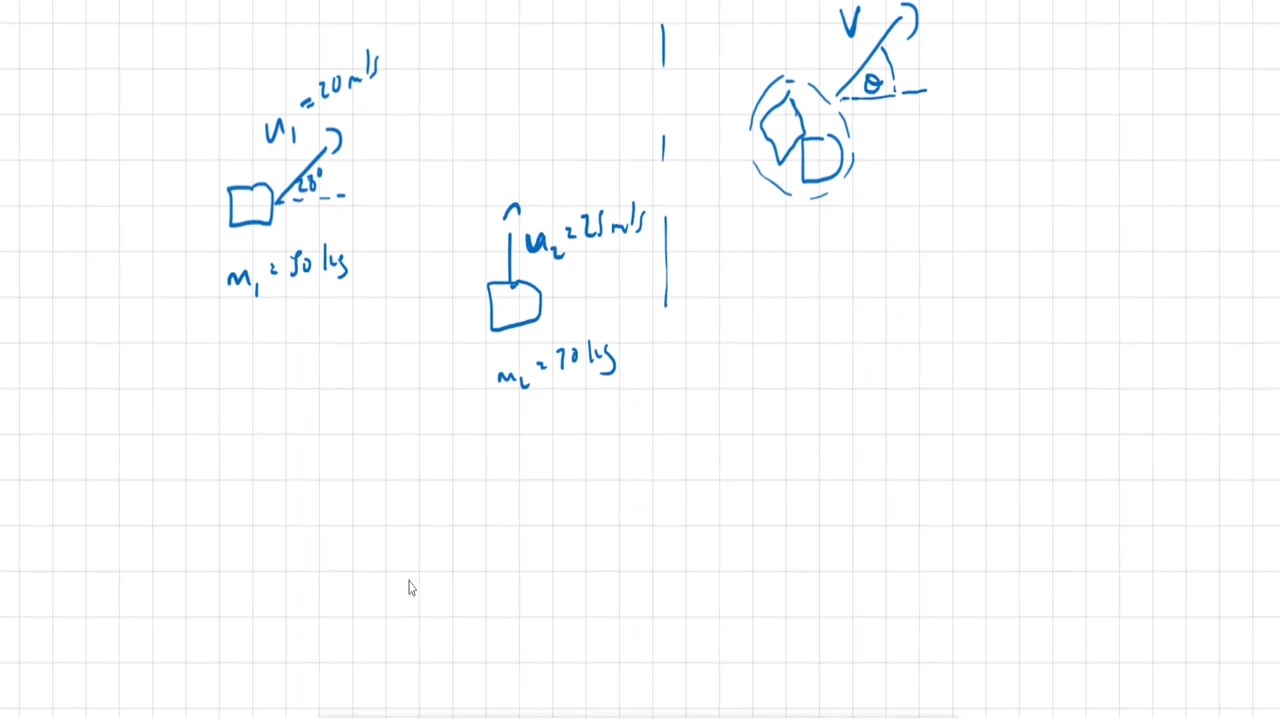 u₁ = 20 m/s
28°
m₁ = 50 kg
u₂ = 25 m/s
m₂ = 70 kg
V
θ